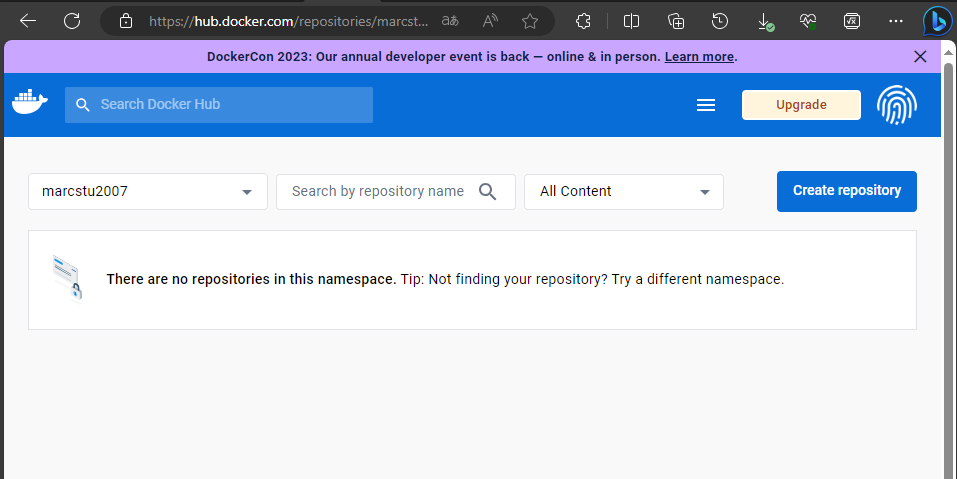 https://hub.docker.com/repositories/marcst...
DockerCon 2023: Our annual developer event is back — online & in person. Learn more.
Search Docker Hub
Upgrade
marcstu2007
Search by repository name
All Content
Create repository
There are no repositories in this namespace. Tip: Not finding your repository? Try a different namespace.